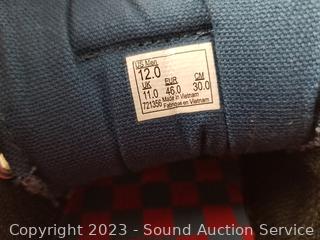 US Men
12.0
UK EUR CM
11.0 46.0 30.0
721356 Made in Vietnam
Fabriqué en Vietnam
Copyright 2023 - Sound Auction Service